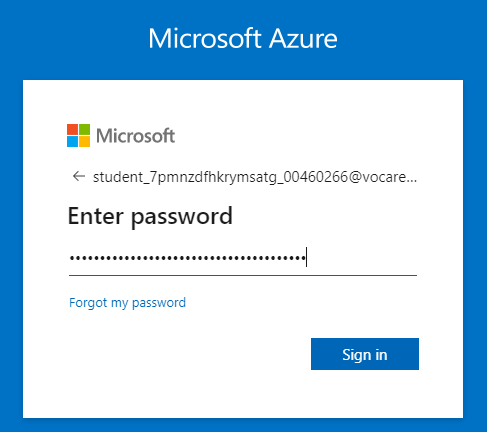 Microsoft Azure
Microsoft
student_7pmnzdfhkrymsatg_00460266@vocare...
Enter password
•••••••••••••••••••••••••••••••••••••••
Forgot my password
Sign in